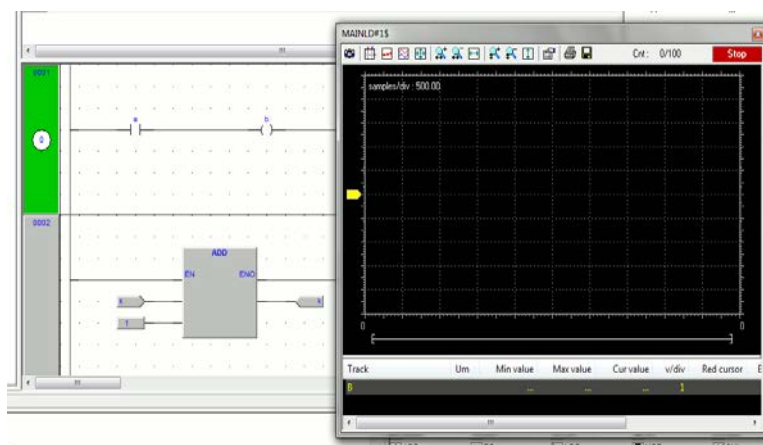 MAINLD#1$
Cnt: 0/100 Stop
samples/div : 500.00
0001
a b
0002
ADD
EN ENO
k k
1
0 0
Track Um Min value Max value Cur value v/div Red cursor
B ... ... ... 1